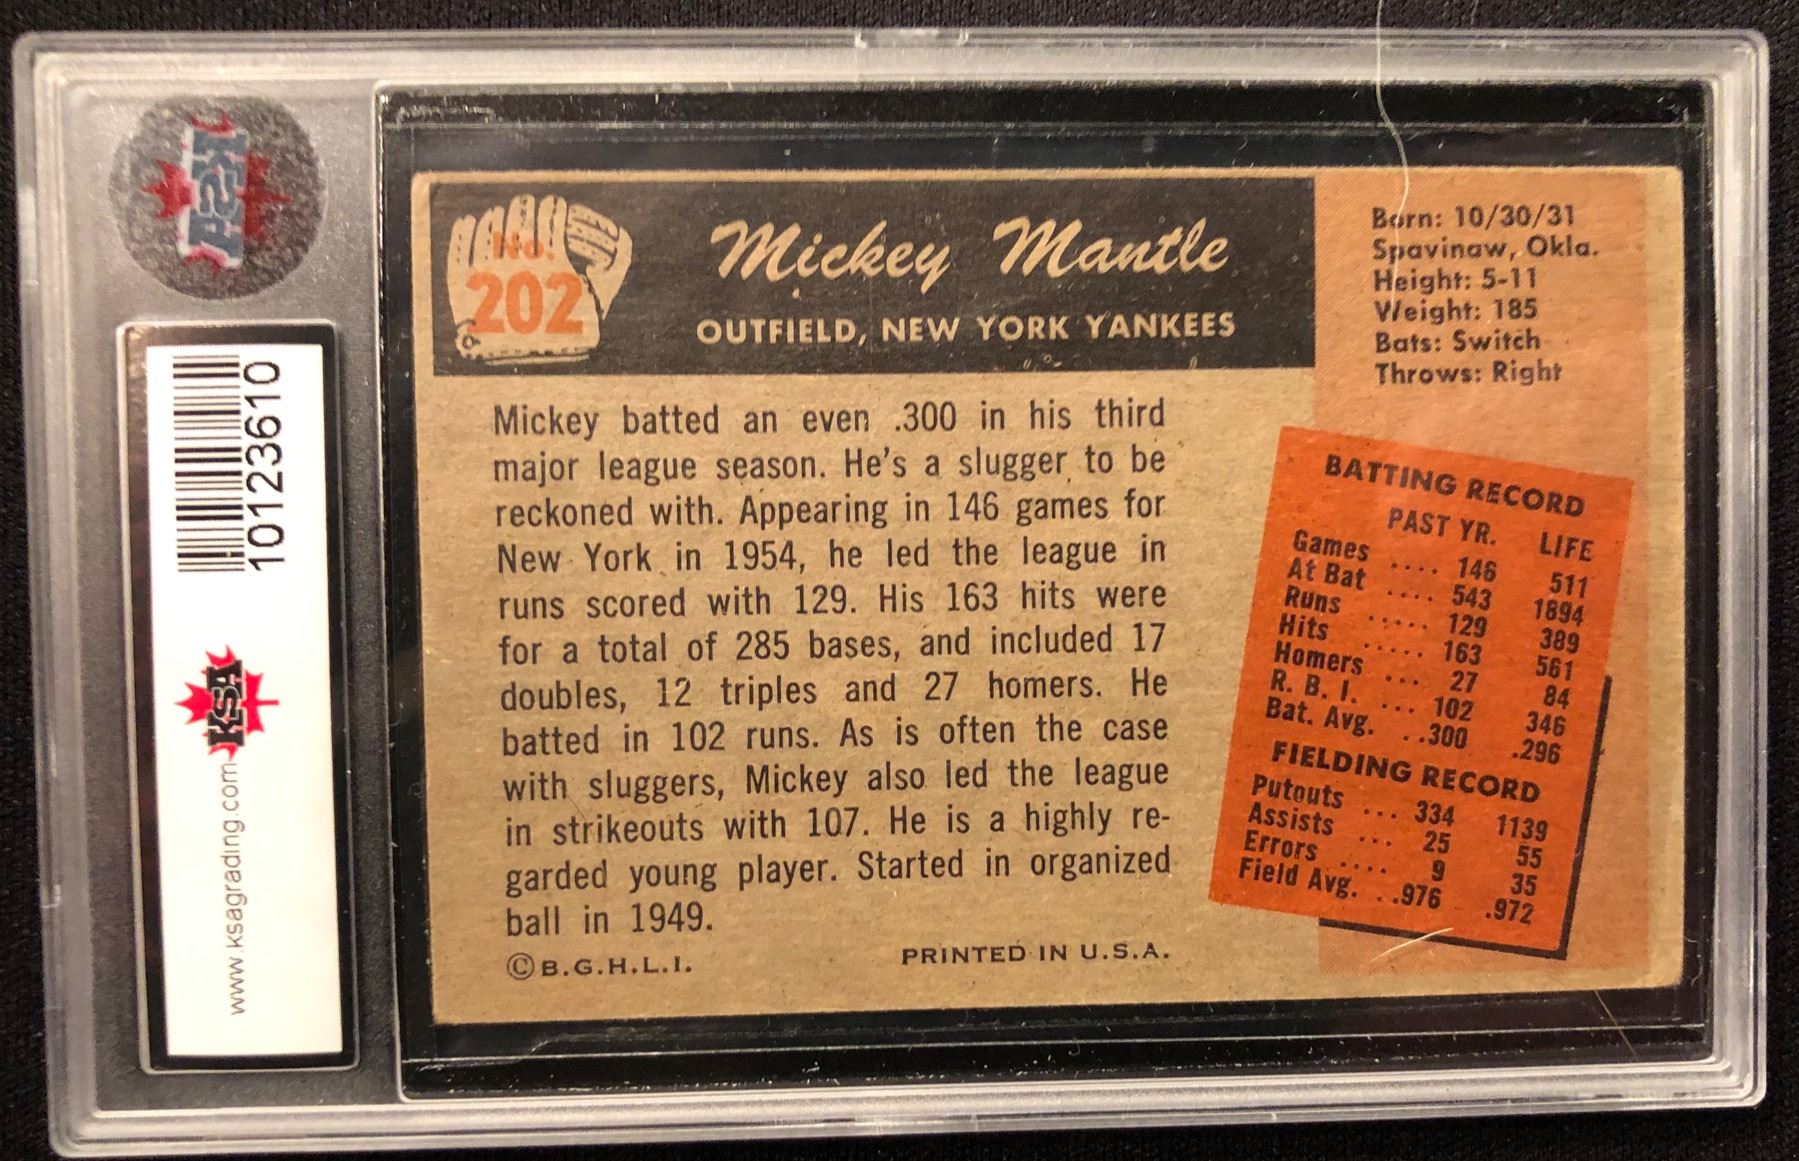 KSA
10123610
www.ksagrading.com
KSA
No.
202
Mickey Mantle
OUTFIELD, NEW YORK YANKEES
Born: 10/30/31
Spavinaw, Okla.
Height: 5-11
Weight: 185
Bats: Switch
Throws: Right
Mickey batted an even .300 in his third
major league season. He's a slugger to be
reckoned with. Appearing in 146 games for
New York in 1954, he led the league in
runs scored with 129. His 163 hits were
for a total of 285 bases, and included 17
doubles, 12 triples and 27 homers. He
batted in 102 runs. As is often the case
with sluggers, Mickey also led the league
in strikeouts with 107. He is a highly re-
garded young player. Started in organized
ball in 1949.
©B.G.H.L.I.
PRINTED IN U.S.A.
BATTING RECORD
PAST YR. LIFE
Games .... 146 511
At Bat .... 543 1894
Runs ..... 129 389
Hits ..... 163 561
Homers ... 27 84
R. B. I. ... 102 346
Bat. Avg. ..300 .296
FIELDING RECORD
Putouts ... 334 1139
Assists ... 25 55
Errors .... 9 35
Field Avg. ..976 .972